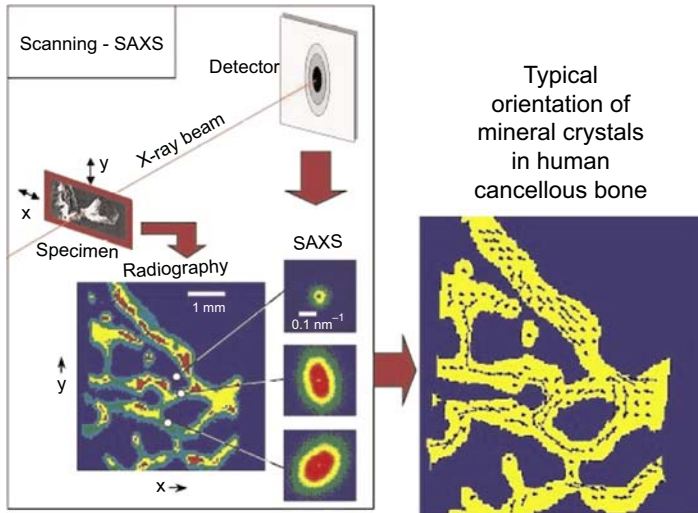 Scanning - SAXS
Detector
X-ray beam
y
x
Specimen
Radiography
SAXS
1 mm
0.1 nm⁻¹
y
x
Typical
orientation of
mineral crystals
in human
cancellous bone